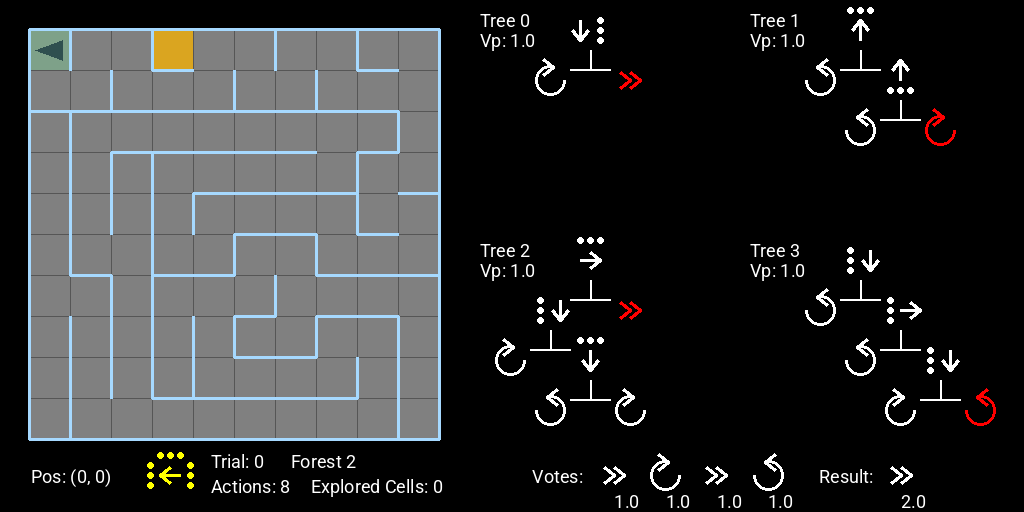 Tree 0
Vp: 1.0
Tree 1
Vp: 1.0
Tree 2
Vp: 1.0
Tree 3
Vp: 1.0
Pos: (0, 0)
Trial: 0 Forest 2
Actions: 8 Explored Cells: 0
Votes: Result:
1.0 1.0 1.0 1.0 2.0